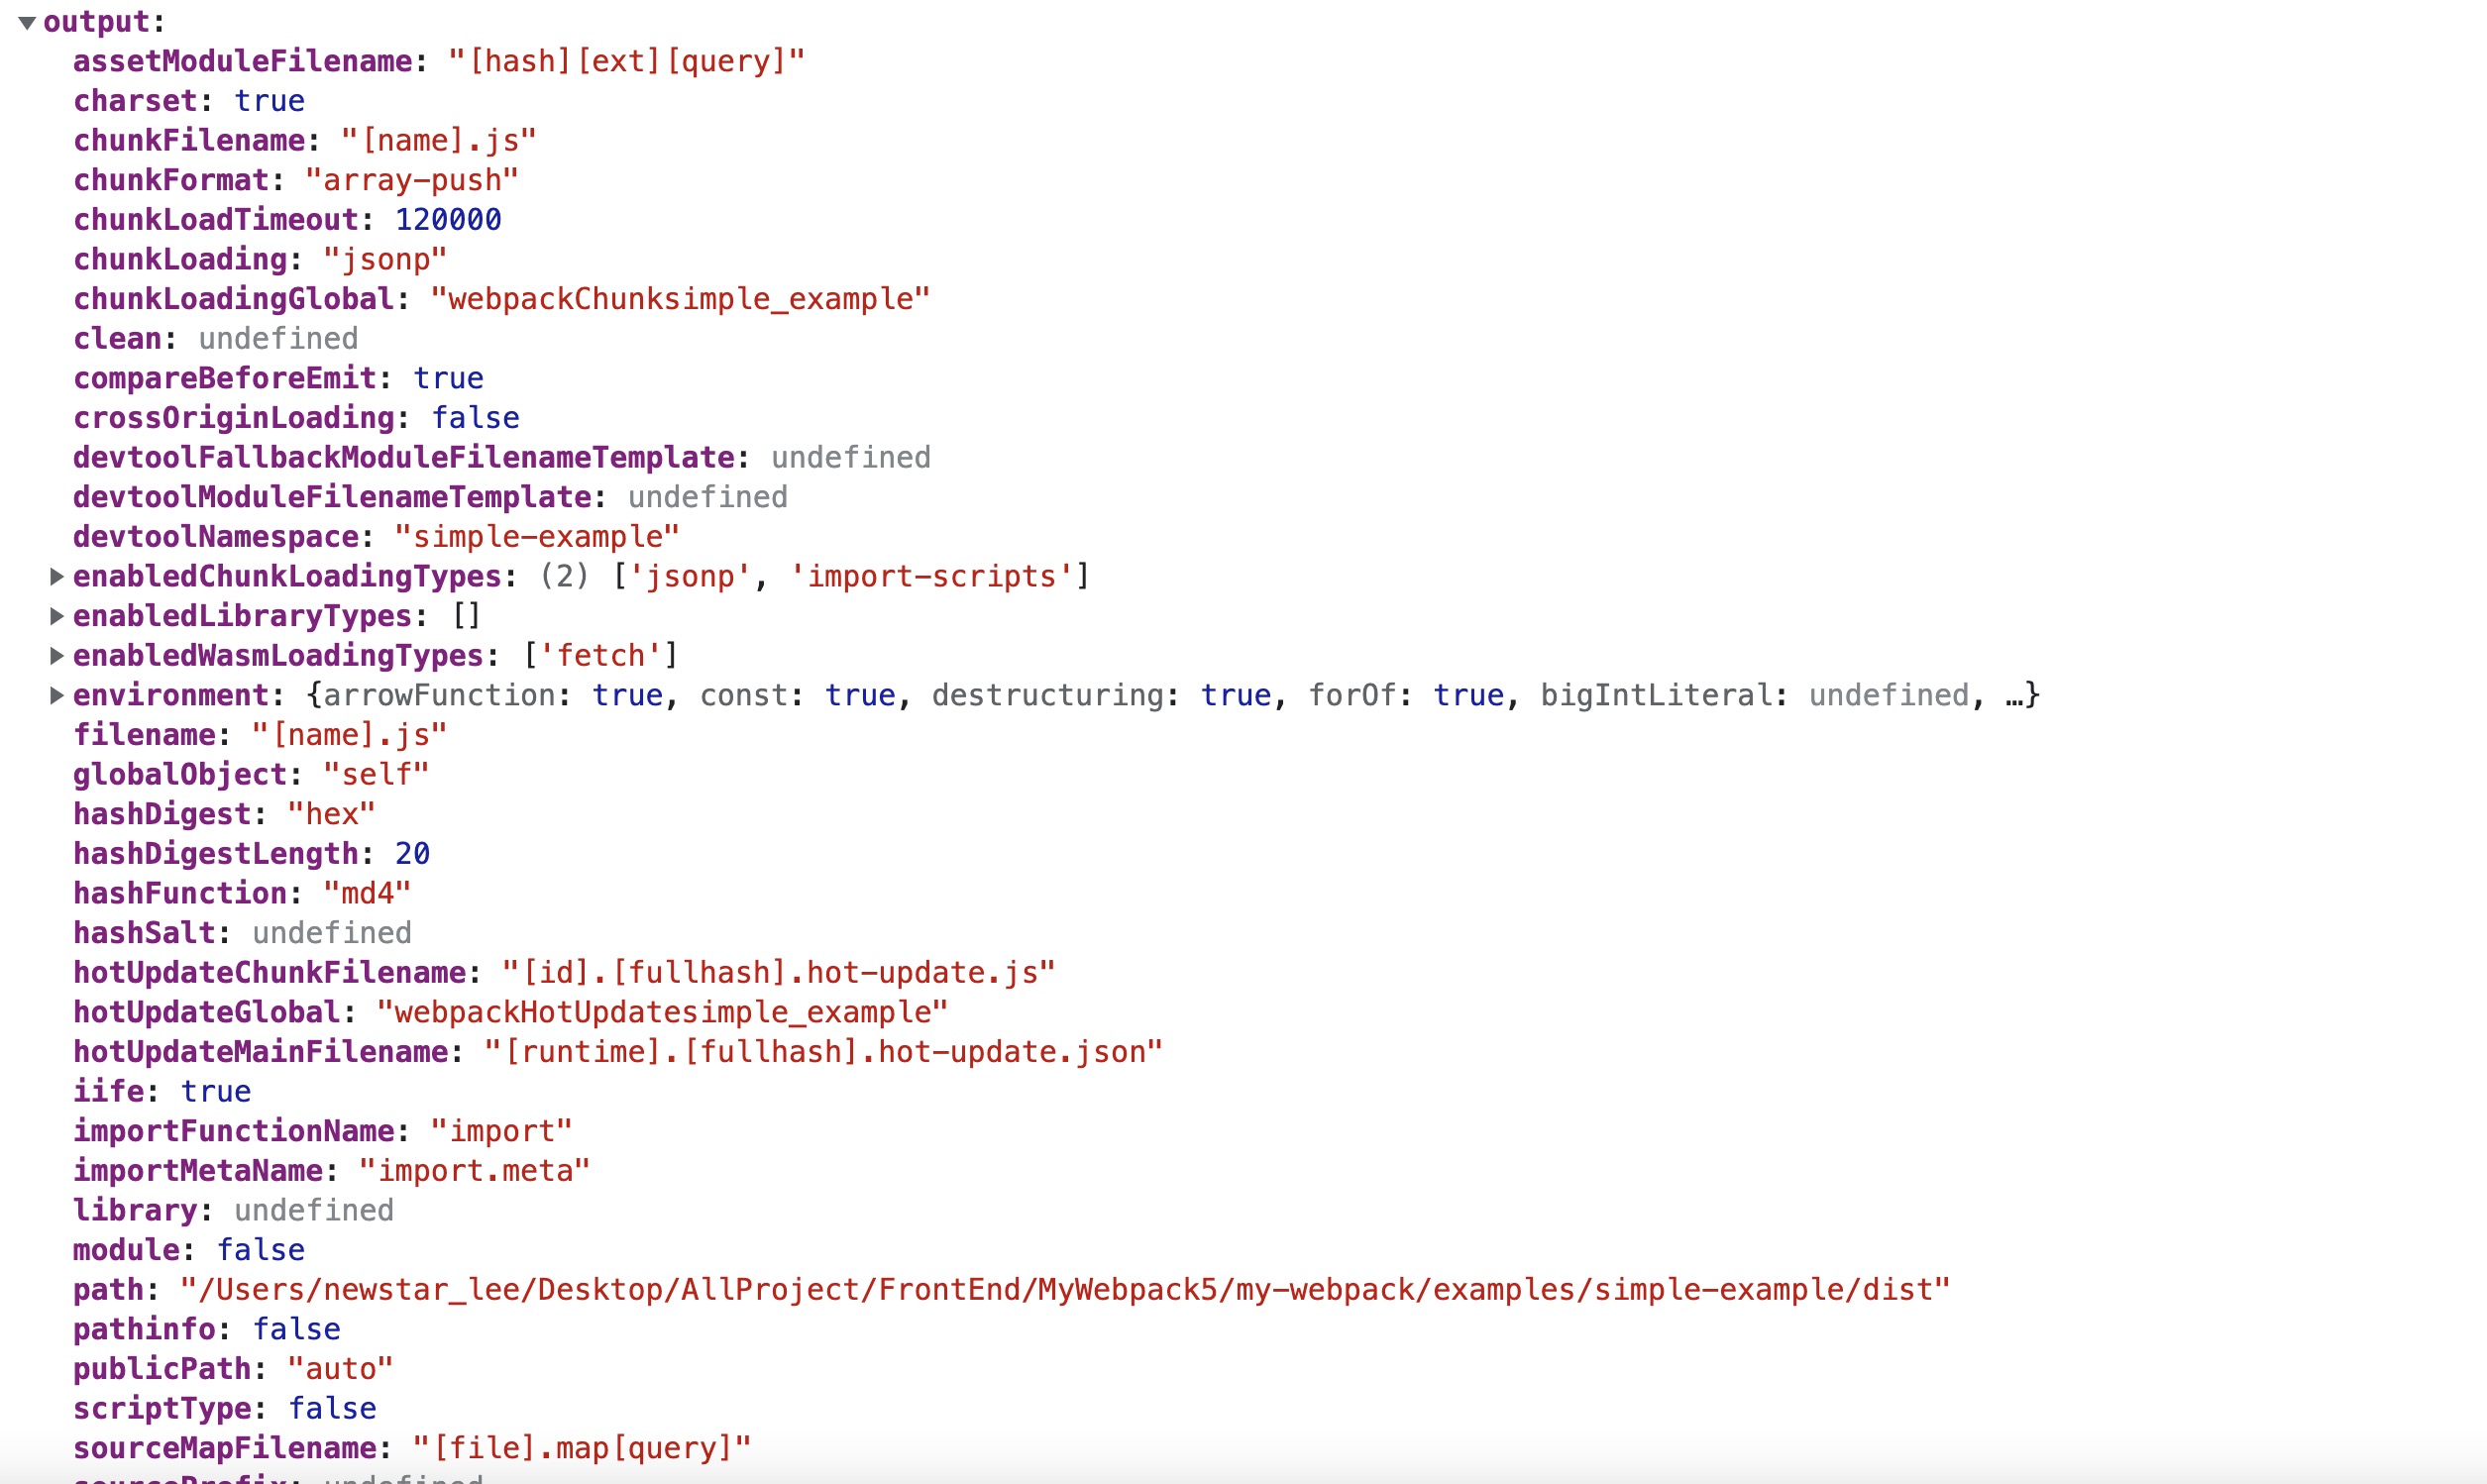 output:
assetModuleFilename: "[hash][ext][query]"
charset: true
chunkFilename: "[name].js"
chunkFormat: "array-push"
chunkLoadTimeout: 120000
chunkLoading: "jsonp"
chunkLoadingGlobal: "webpackChunksimple_example"
clean: undefined
compareBeforeEmit: true
crossOriginLoading: false
devtoolFallbackModuleFilenameTemplate: undefined
devtoolModuleFilenameTemplate: undefined
devtoolNamespace: "simple-example"
enabledChunkLoadingTypes: (2) ['jsonp', 'import-scripts']
enabledLibraryTypes: []
enabledWasmLoadingTypes: ['fetch']
environment: {arrowFunction: true, const: true, destructuring: true, forOf: true, bigIntLiteral: undefined, …}
filename: "[name].js"
globalObject: "self"
hashDigest: "hex"
hashDigestLength: 20
hashFunction: "md4"
hashSalt: undefined
hotUpdateChunkFilename: "[id].[fullhash].hot-update.js"
hotUpdateGlobal: "webpackHotUpdatesimple_example"
hotUpdateMainFilename: "[runtime].[fullhash].hot-update.json"
iife: true
importFunctionName: "import"
importMetaName: "import.meta"
library: undefined
module: false
path: "/Users/newstar_lee/Desktop/AllProject/FrontEnd/MyWebpack5/my-webpack/examples/simple-example/dist"
pathinfo: false
publicPath: "auto"
scriptType: false
sourceMapFilename: "[file].map[query]"
sourcePrefix: undefined